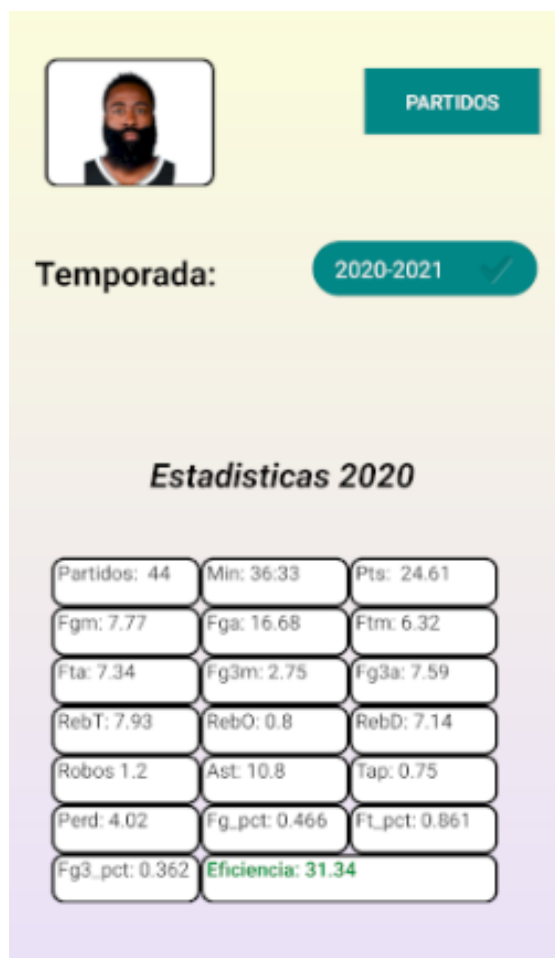 PARTIDOS
Temporada:
2020-2021
Estadisticas 2020
Partidos: 44 Min: 36:33 Pts: 24.61
Fgm: 7.77 Fga: 16.68 Ftm: 6.32
Fta: 7.34 Fg3m: 2.75 Fg3a: 7.59
RebT: 7.93 RebO: 0.8 RebD: 7.14
Robos 1.2 Ast: 10.8 Tap: 0.75
Perd: 4.02 Fg_pct: 0.466 Ft_pct: 0.861
Fg3_pct: 0.362 Eficiencia: 31.34